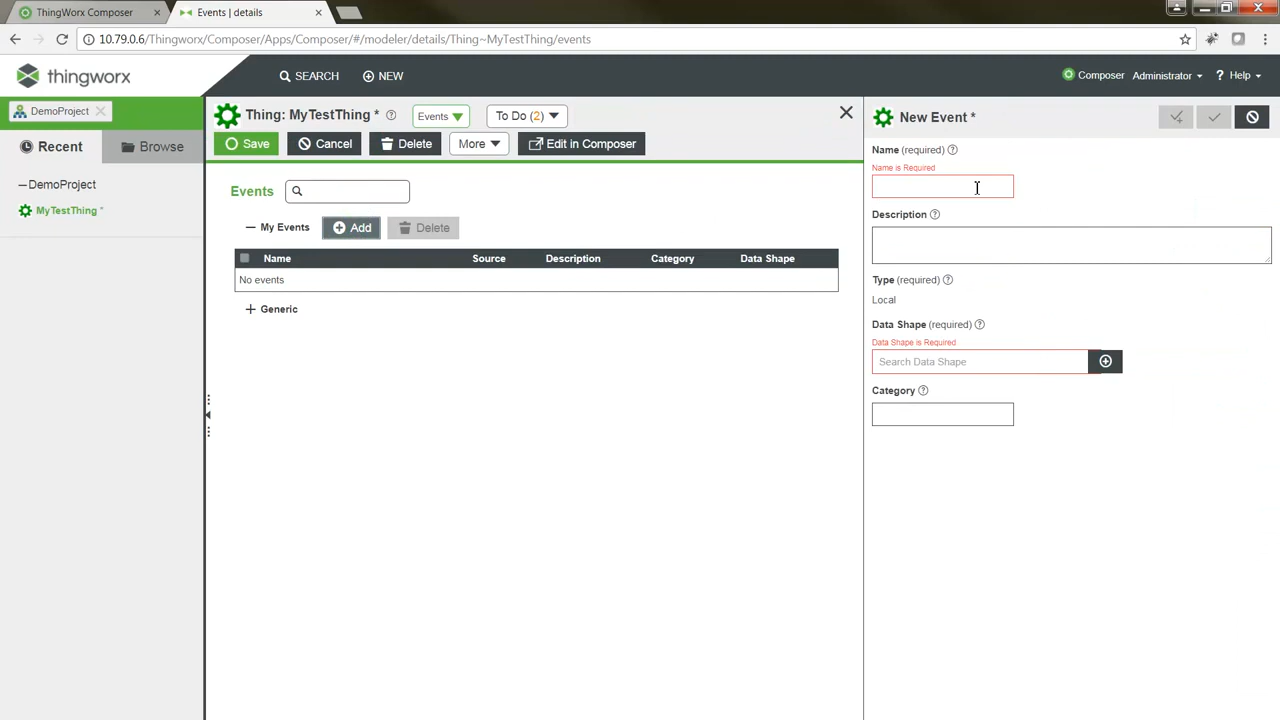 ThingWorx Composer
Events | details
10.79.0.6/Thingworx/Composer/Apps/Composer/#/modeler/details/Thing~MyTestThing/events
thingworx
SEARCH
NEW
Composer
Administrator
? Help
DemoProject
Recent
Browse
DemoProject
MyTestThing *
Thing: MyTestThing *
Events
To Do (2)
Save
Cancel
Delete
More
Edit in Composer
Events
My Events
Add
Delete
Name Source Description Category Data Shape
No events
Generic
New Event *
Name (required)
Name is Required
Description
Type (required)
Local
Data Shape (required)
Data Shape is Required
Search Data Shape
Category